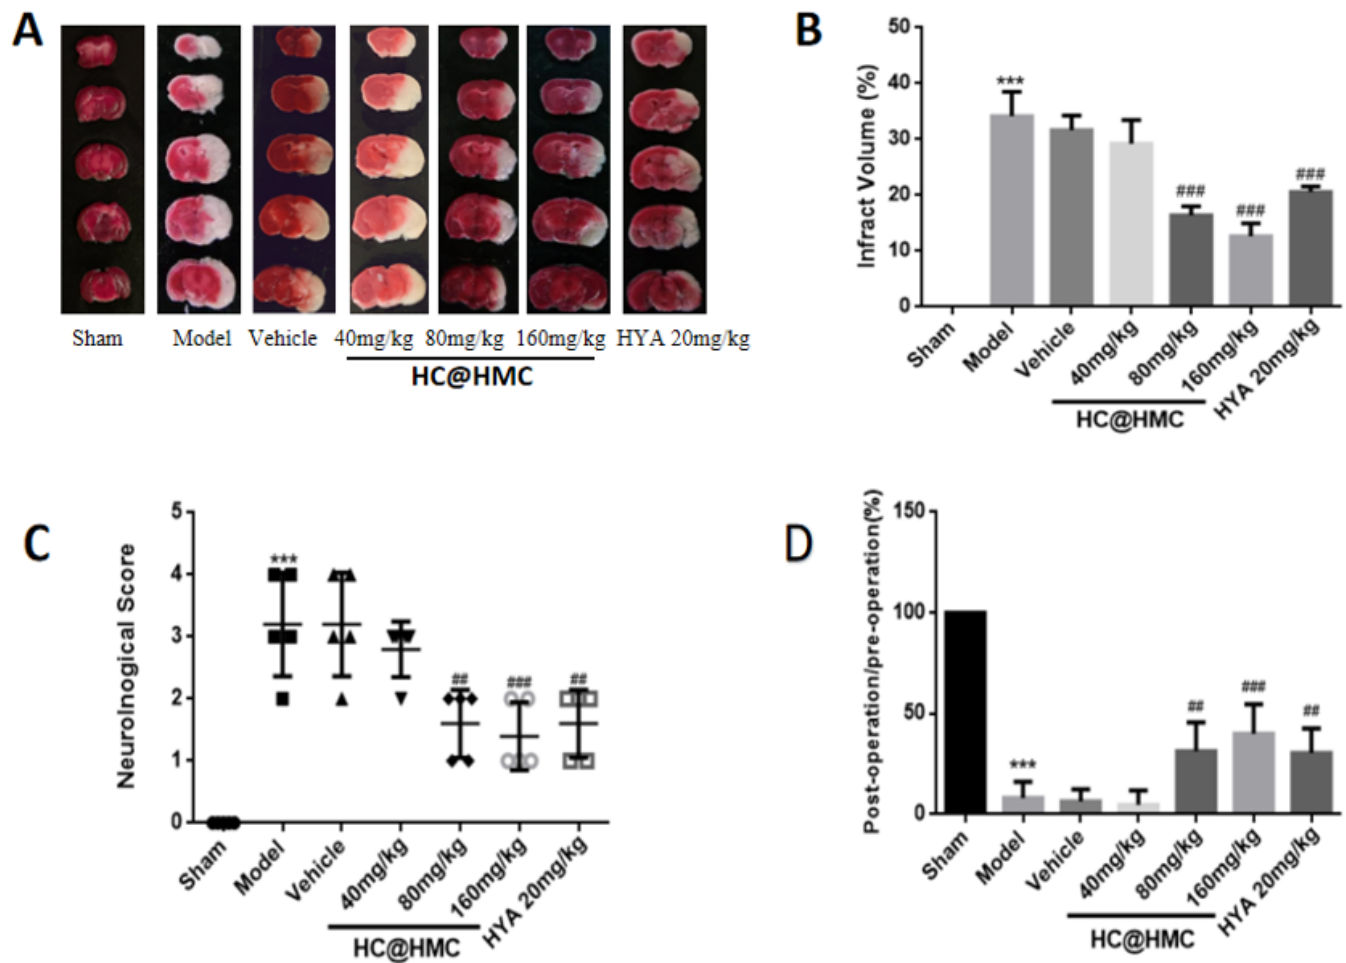 A
Sham Model Vehicle 40mg/kg 80mg/kg 160mg/kg HYA 20mg/kg
HC@HMC
B
Infract Volume (%)
50
40
30
20
10
0
***
###
###
###
Sham
Model
Vehicle
40mg/kg
80mg/kg
160mg/kg
HYA 20mg/kg
HC@HMC
C
Neurolnogical Score
5
4
3
2
1
0
***
##
###
##
Sham
Model
Vehicle
40mg/kg
80mg/kg
160mg/kg
HYA 20mg/kg
HC@HMC
D
Post-operation/pre-operation(%)
150
100
50
0
***
##
###
##
Sham
Model
Vehicle
40mg/kg
80mg/kg
160mg/kg
HYA 20mg/kg
HC@HMC